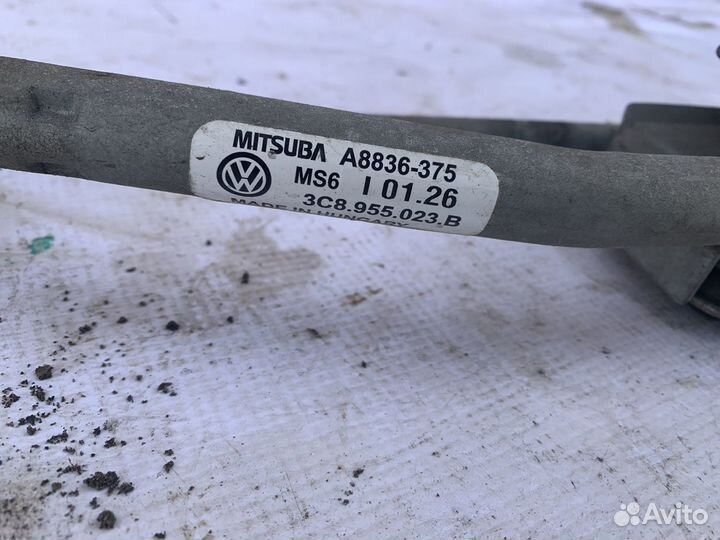 MITSUBA A8836-375
MS6 I 01.26
3C8.955.023.B
MADE IN HUNGARY
Avito